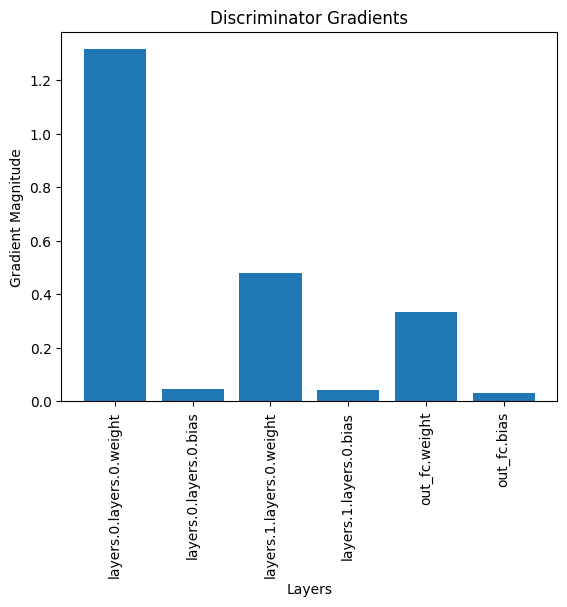 Discriminator Gradients
Gradient Magnitude
1.2
1.0
0.8
0.6
0.4
0.2
0.0
layers.0.layers.0.weight
layers.0.layers.0.bias
layers.1.layers.0.weight
layers.1.layers.0.bias
out_fc.weight
out_fc.bias
Layers